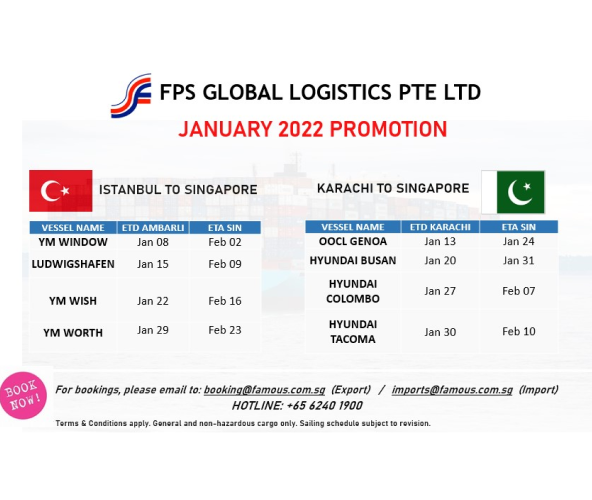 FPS GLOBAL LOGISTICS PTE LTD
JANUARY 2022 PROMOTION
ISTANBUL TO SINGAPORE
VESSEL NAME ETD AMBARLI ETA SIN
YM WINDOW Jan 08 Feb 02
LUDWIGSHAFEN Jan 15 Feb 09
YM WISH Jan 22 Feb 16
YM WORTH Jan 29 Feb 23
KARACHI TO SINGAPORE
VESSEL NAME ETD KARACHI ETA SIN
OOCL GENOA Jan 13 Jan 24
HYUNDAI BUSAN Jan 20 Jan 31
HYUNDAI
COLOMBO Jan 27 Feb 07
HYUNDAI
TACOMA Jan 30 Feb 10
BOOK
NOW!
For bookings, please email to: booking@famous.com.sg (Export) / imports@famous.com.sg (Import)
HOTLINE: +65 6240 1900
Terms & Conditions apply. General and non-hazardous cargo only. Sailing schedule subject to revision.